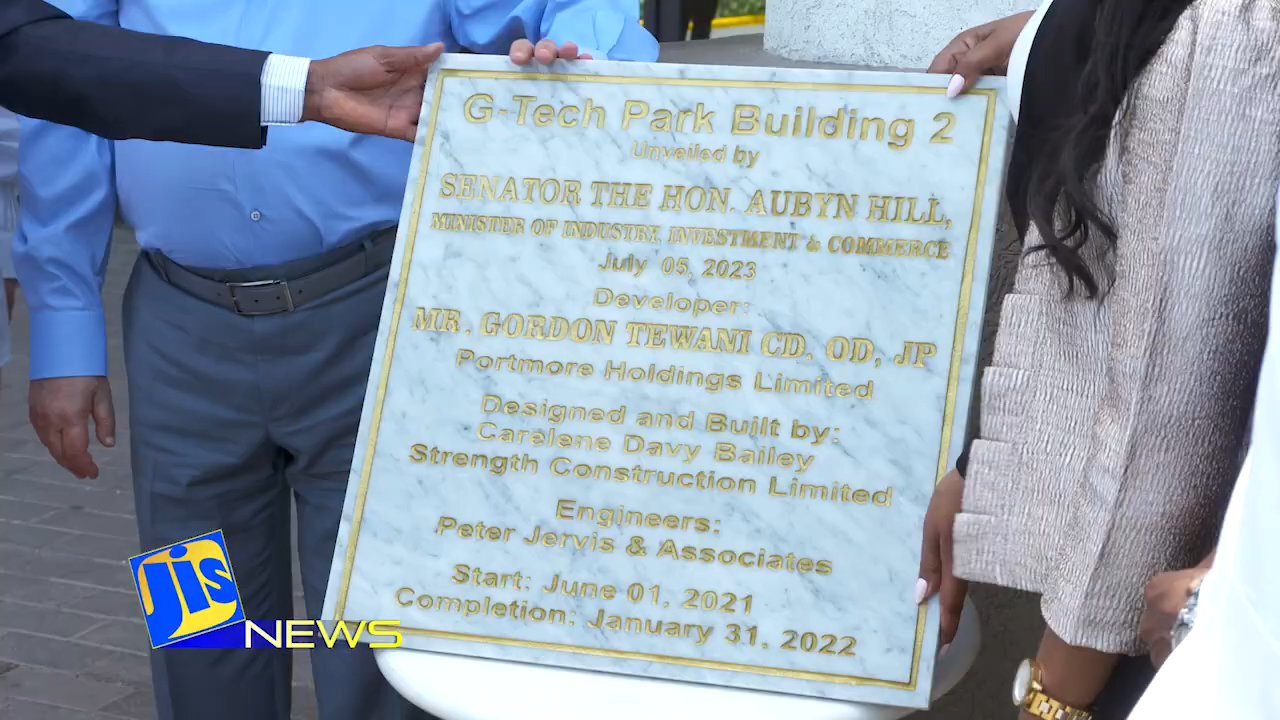 G-Tech Park Building 2
Unveiled by
SENATOR THE HON. AUBYN HILL,
MINISTER OF INDUSTRY, INVESTMENT & COMMERCE
July 05, 2023
Developer:
MR. GORDON TEWANI CD, OD, JP
Portmore Holdings Limited
Designed and Built by:
Carelene Davy Bailey
Strength Construction Limited
Engineers:
Peter Jervis & Associates
Start: June 01, 2021
Completion: January 31, 2022
jis NEWS